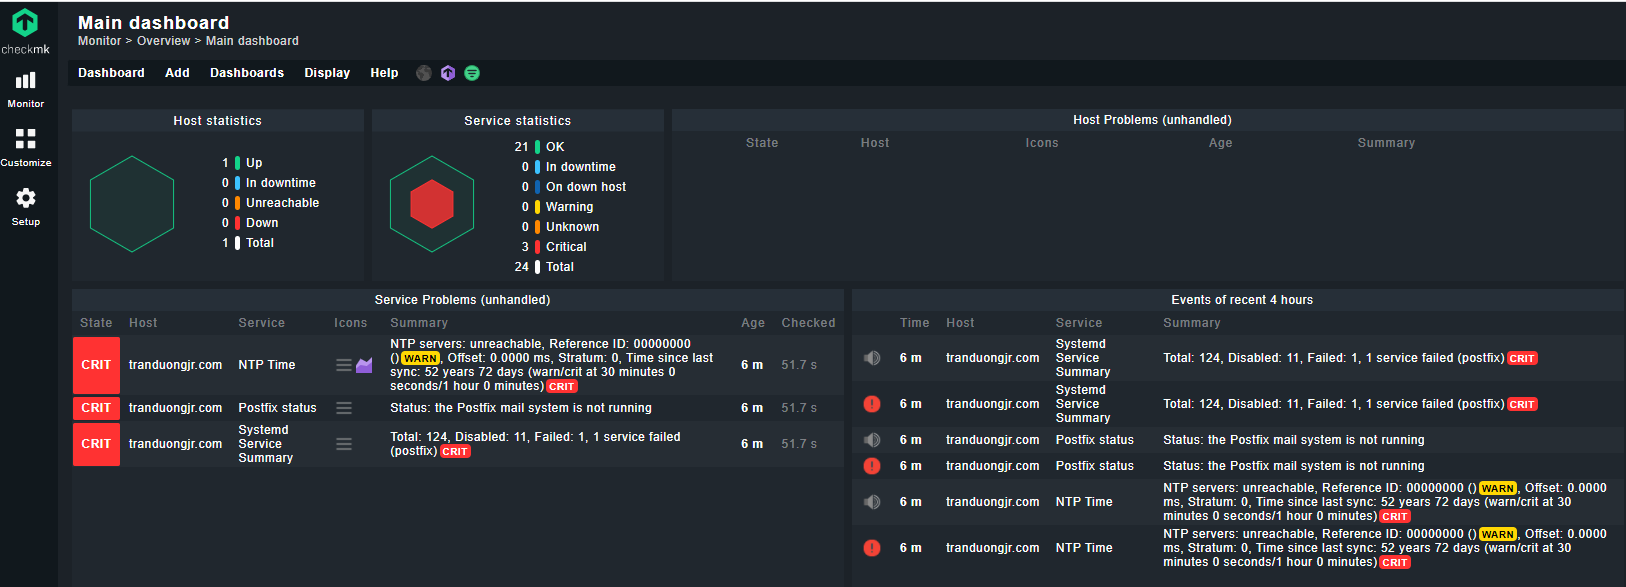 Main dashboard
Monitor > Overview > Main dashboard
checkmk
Monitor
Customize
Setup
Dashboard Add Dashboards Display Help
Host statistics
1 Up
0 In downtime
0 Unreachable
0 Down
1 Total
Service statistics
21 OK
0 In downtime
0 On down host
0 Warning
0 Unknown
3 Critical
24 Total
Host Problems (unhandled)
State Host Icons Age Summary
Service Problems (unhandled)
State Host Service Icons Summary Age Checked
CRIT tranduongjr.com NTP Time
NTP servers: unreachable, Reference ID: 00000000
() WARN , Offset: 0.0000 ms, Stratum: 0, Time since last
sync: 52 years 72 days (warn/crit at 30 minutes 0
seconds/1 hour 0 minutes) CRIT
6 m 51.7 s
CRIT tranduongjr.com Postfix status Status: the Postfix mail system is not running 6 m 51.7 s
CRIT tranduongjr.com
Systemd
Service
Summary
Total: 124, Disabled: 11, Failed: 1, 1 service failed
(postfix) CRIT
6 m 51.7 s
Events of recent 4 hours
Time Host Service Summary
6 m tranduongjr.com
Systemd
Service
Summary
Total: 124, Disabled: 11, Failed: 1, 1 service failed (postfix) CRIT
6 m tranduongjr.com
Systemd
Service
Summary
Total: 124, Disabled: 11, Failed: 1, 1 service failed (postfix) CRIT
6 m tranduongjr.com Postfix status Status: the Postfix mail system is not running
6 m tranduongjr.com Postfix status Status: the Postfix mail system is not running
6 m tranduongjr.com NTP Time
NTP servers: unreachable, Reference ID: 00000000 () WARN , Offset: 0.0000
ms, Stratum: 0, Time since last sync: 52 years 72 days (warn/crit at 30
minutes 0 seconds/1 hour 0 minutes) CRIT
6 m tranduongjr.com NTP Time
NTP servers: unreachable, Reference ID: 00000000 () WARN , Offset: 0.0000
ms, Stratum: 0, Time since last sync: 52 years 72 days (warn/crit at 30
minutes 0 seconds/1 hour 0 minutes) CRIT